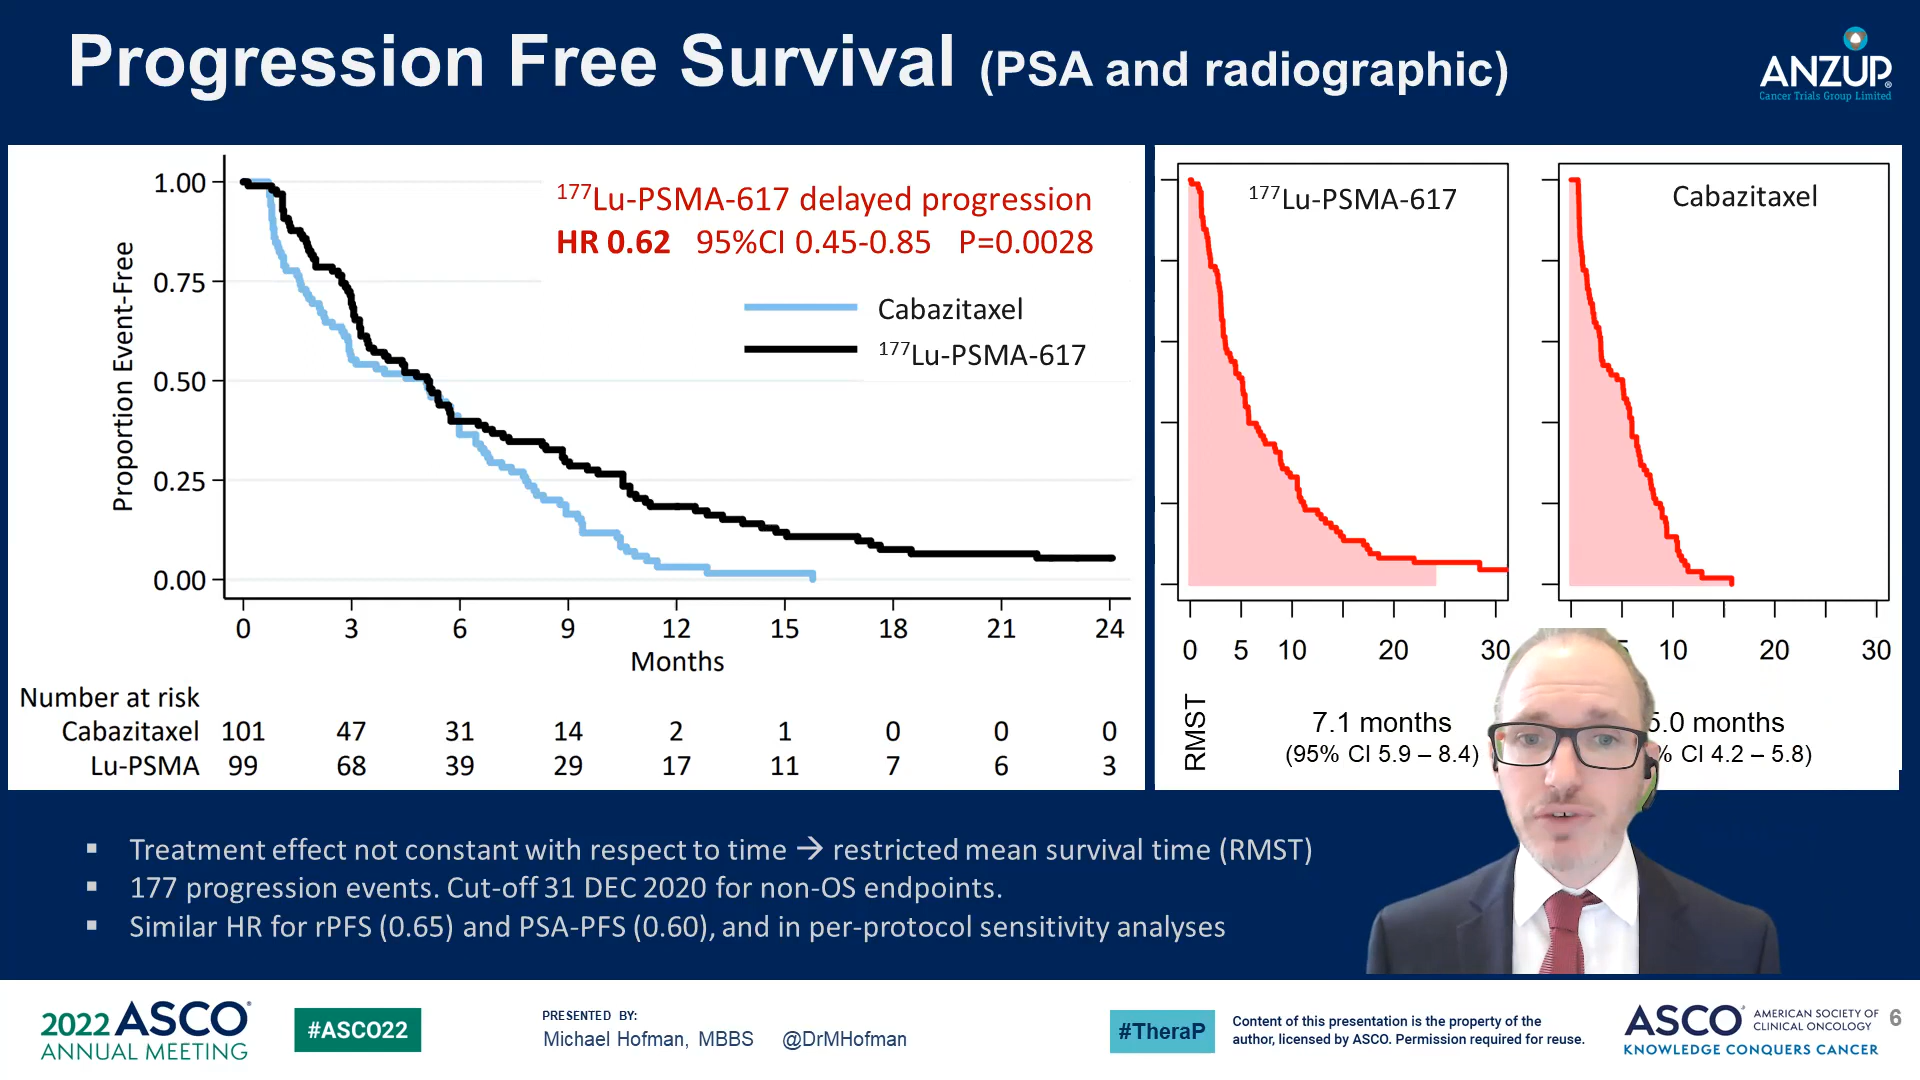 Progression Free Survival (PSA and radiographic)
ANZUP
Cancer Trials Group Limited
Proportion Event-Free
1.00
0.75
0.50
0.25
0.00
177Lu-PSMA-617 delayed progression
HR 0.62 95%CI 0.45-0.85 P=0.0028
Cabazitaxel
177Lu-PSMA-617
0 3 6 9 12 15 18 21 24
Months
Number at risk
Cabazitaxel 101 47 31 14 2 1 0 0 0
Lu-PSMA 99 68 39 29 17 11 7 6 3
177Lu-PSMA-617
0 5 10 20 30
Cabazitaxel
10 20 30
RMST
7.1 months
(95% CI 5.9 – 8.4)
5.0 months
% CI 4.2 – 5.8)
▪ Treatment effect not constant with respect to time → restricted mean survival time (RMST)
▪ 177 progression events. Cut-off 31 DEC 2020 for non-OS endpoints.
▪ Similar HR for rPFS (0.65) and PSA-PFS (0.60), and in per-protocol sensitivity analyses
2022 ASCO®
ANNUAL MEETING
#ASCO22
PRESENTED BY:
Michael Hofman, MBBS @DrMHofman
#TheraP
Content of this presentation is the property of the
author, licensed by ASCO. Permission required for reuse.
ASCO® AMERICAN SOCIETY OF
CLINICAL ONCOLOGY
KNOWLEDGE CONQUERS CANCER
6